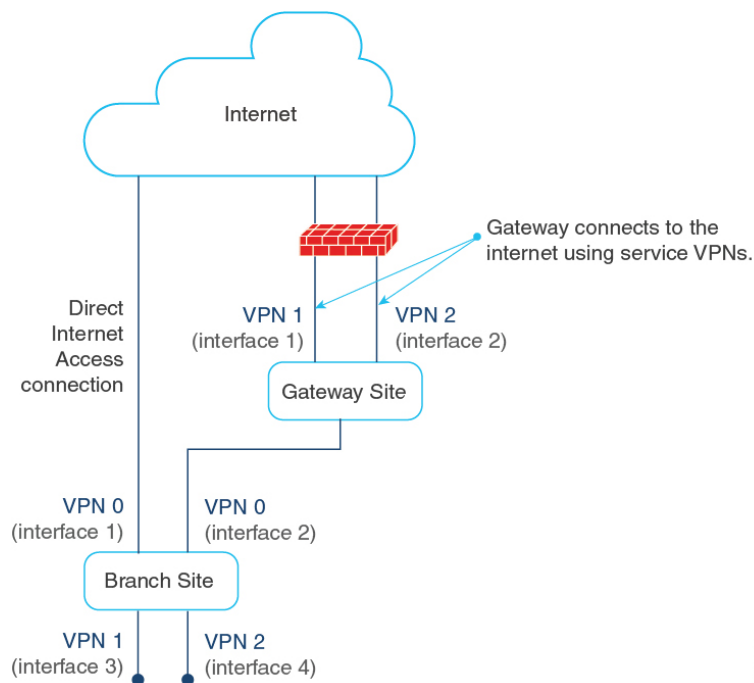 Internet
Gateway connects to the
internet using service VPNs.
Direct
Internet
Access
connection
VPN 1
(interface 1)
VPN 2
(interface 2)
Gateway Site
VPN 0
(interface 1)
VPN 0
(interface 2)
Branch Site
VPN 1
(interface 3)
VPN 2
(interface 4)